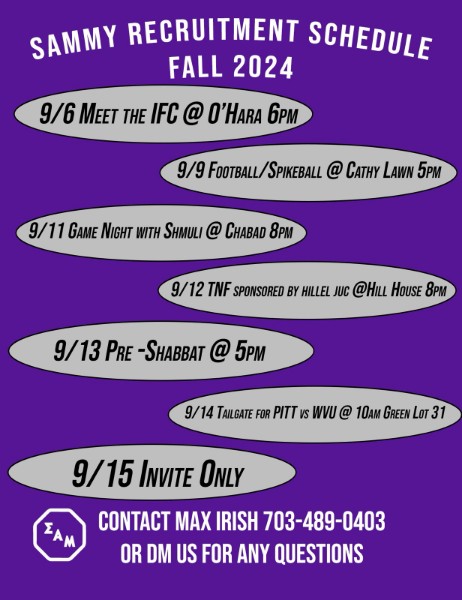 SAMMY RECRUITMENT SCHEDULE
FALL 2024
9/6 MEET THE IFC @ O'HARA 6PM
9/9 FOOTBALL/SPIKEBALL @ CATHY LAWN 5PM
9/11 GAME NIGHT WITH SHMULI @ CHABAD 8PM
9/12 TNF SPONSORED BY HILLEL JUC @HILL HOUSE 8PM
9/13 PRE -SHABBAT @ 5PM
9/14 TAILGATE FOR PITT VS WVU @ 10AM GREEN LOT 31
9/15 INVITE ONLY
ΣΑΜ
CONTACT MAX IRISH 703-489-0403
OR DM US FOR ANY QUESTIONS